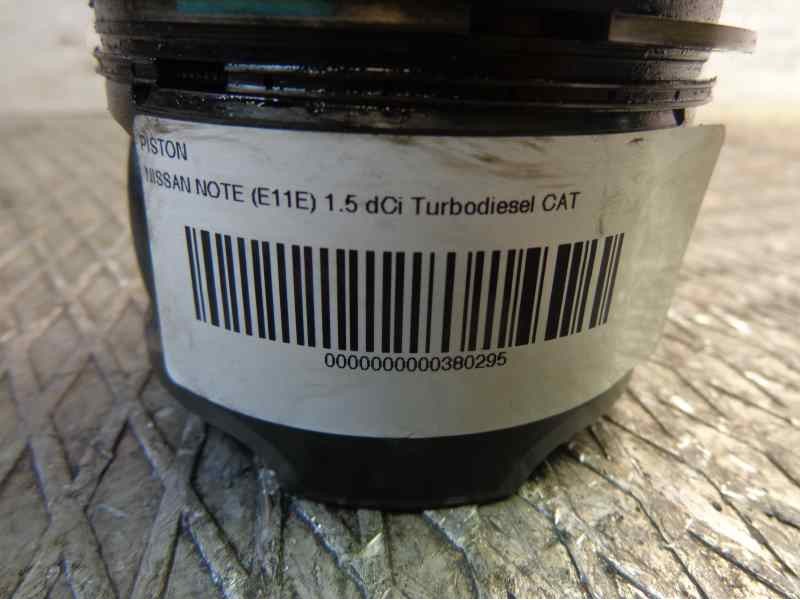 PISTON
NISSAN NOTE (E11E) 1.5 dCi Turbodiesel CAT
0000000000380295